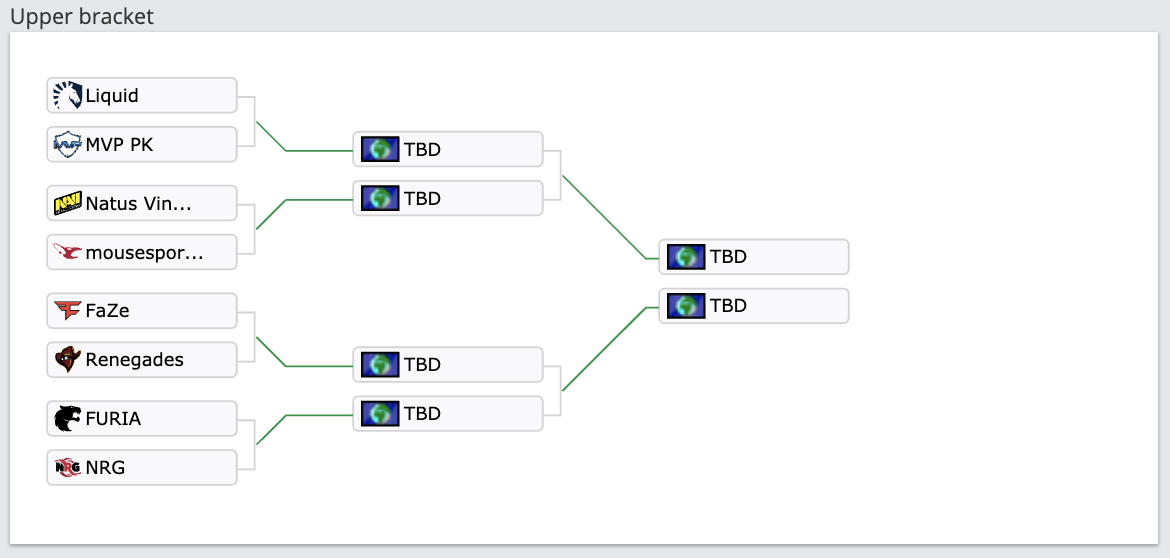 Upper bracket
Liquid
MVP PK
Natus Vin...
mousespor...
FaZe
Renegades
FURIA
NRG
TBD
TBD
TBD
TBD
TBD
TBD